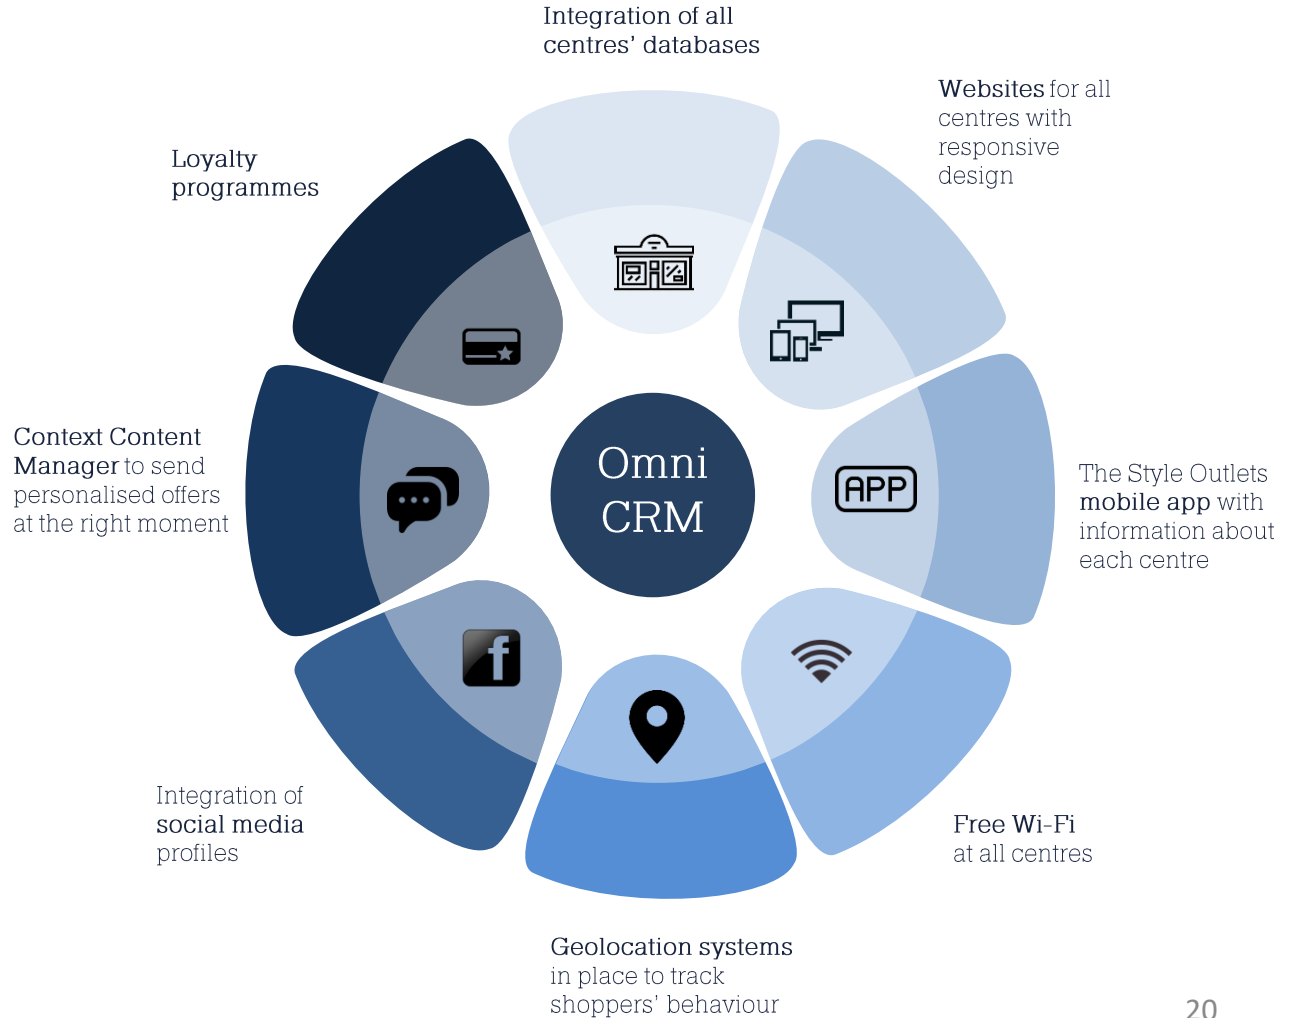 Integration of all
centres’ databases
Websites for all
centres with
responsive
design
Loyalty
programmes
Context Content
Manager to send
personalised offers
at the right moment
Omni
CRM
APP
The Style Outlets
mobile app with
information about
each centre
f
Integration of
social media
profiles
Free Wi-Fi
at all centres
Geolocation systems
in place to track
shoppers’ behaviour
20